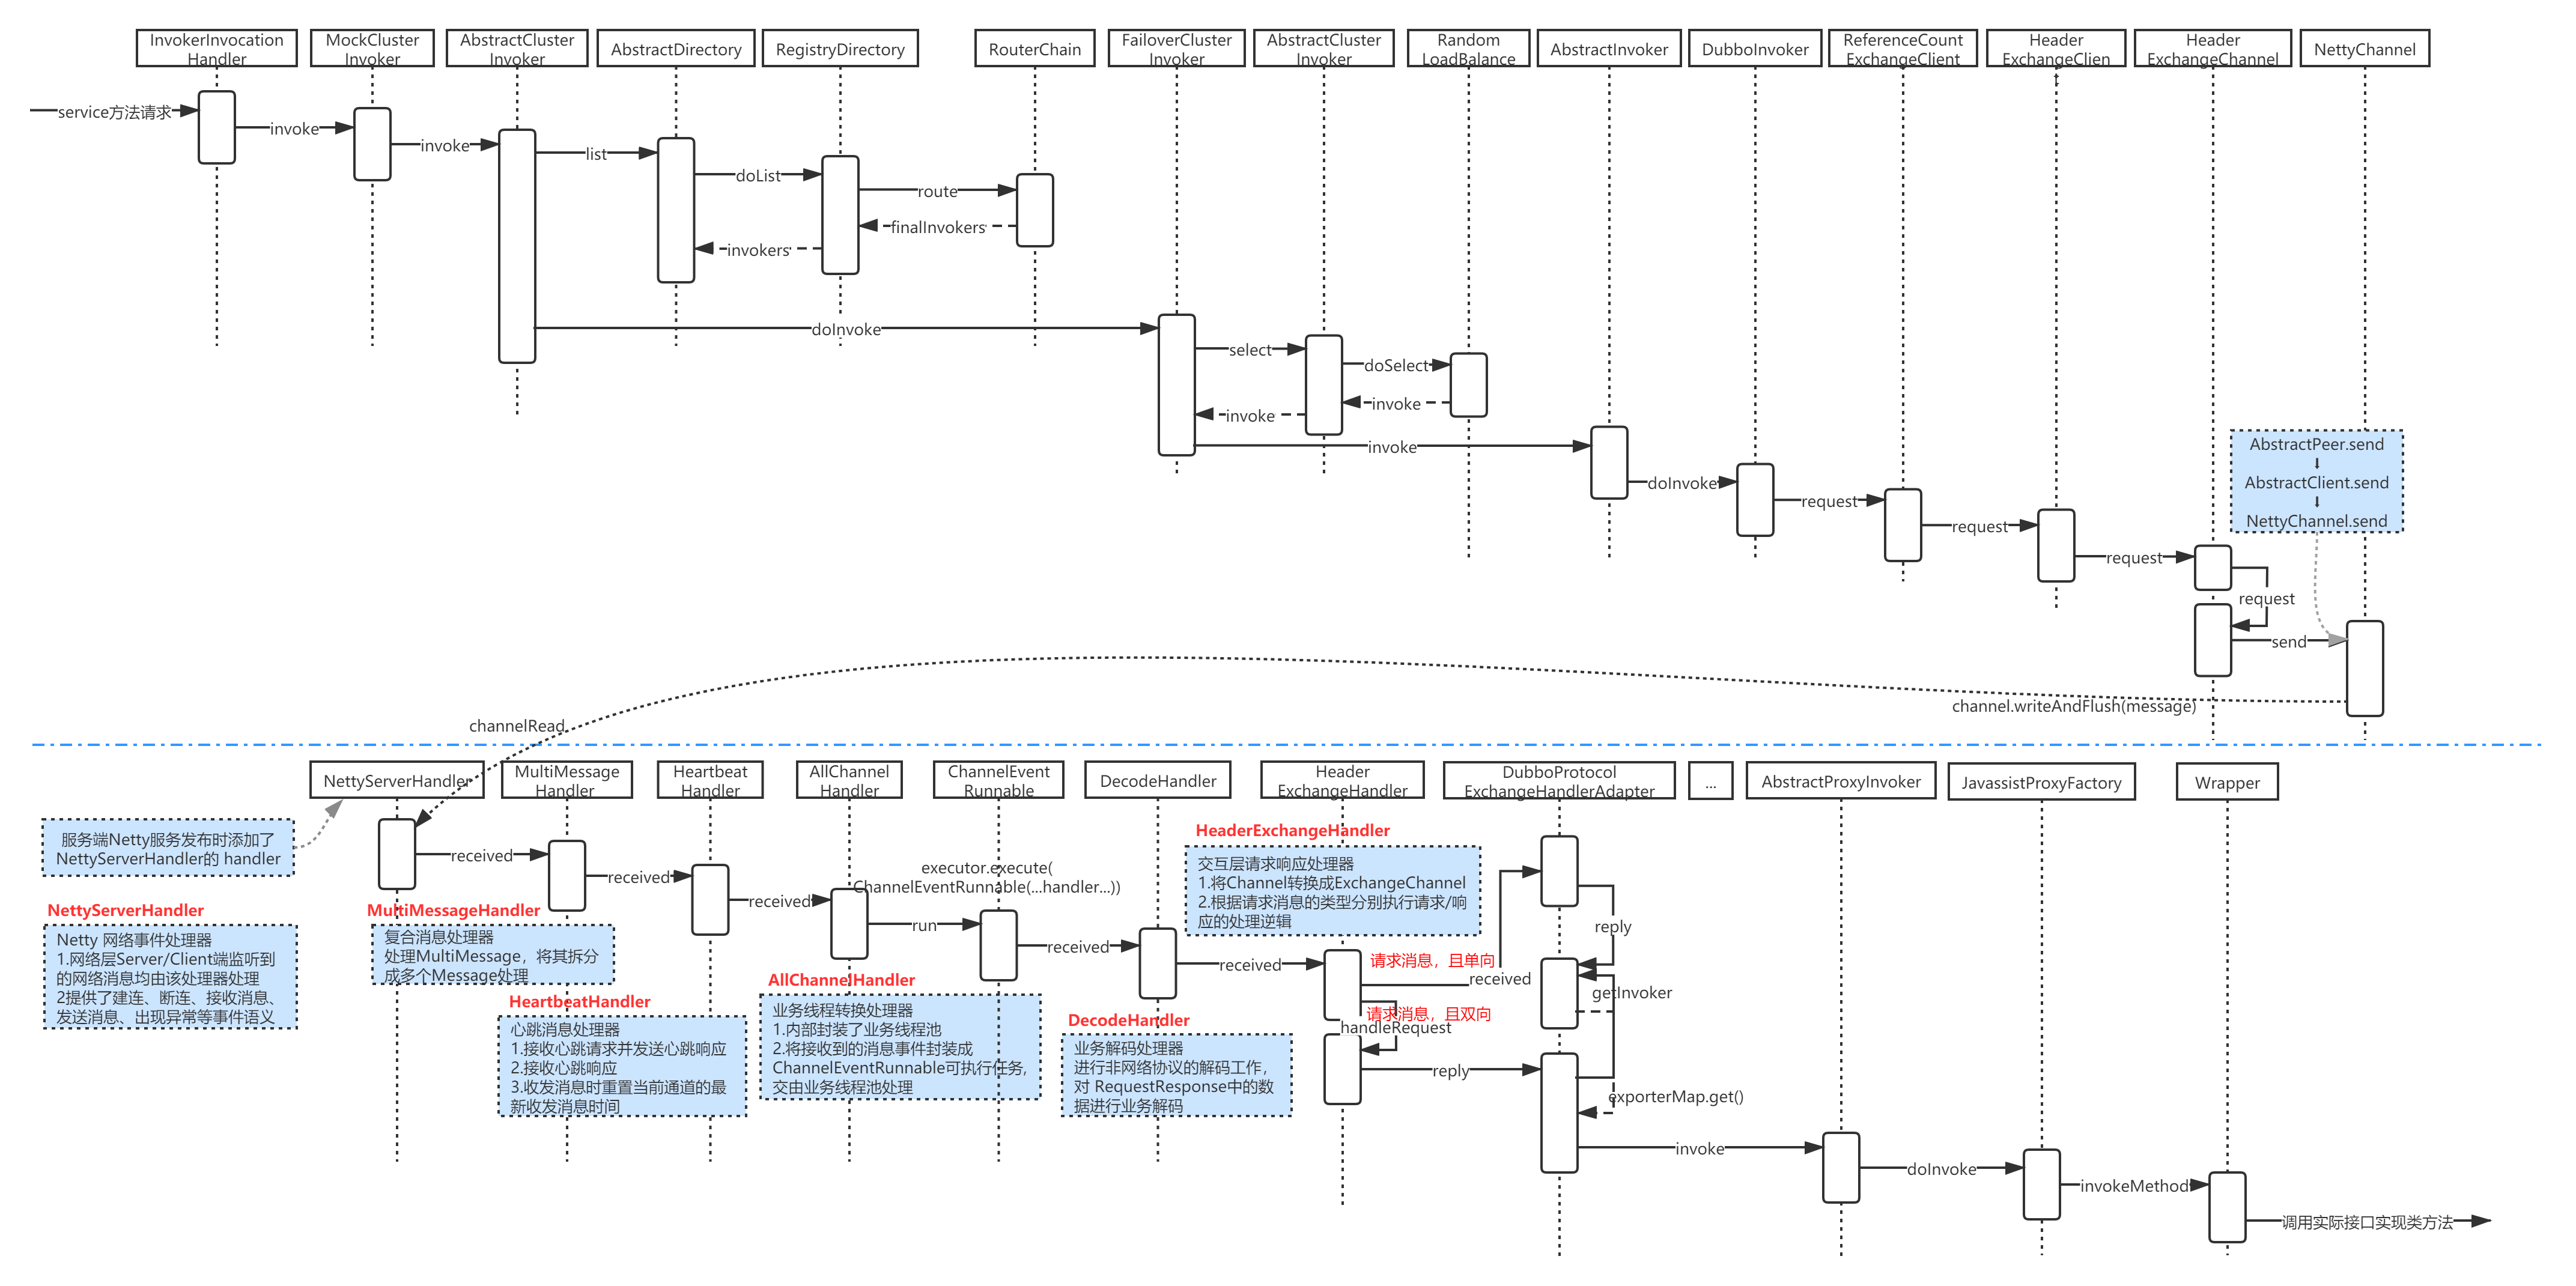 InvokerInvocation
Handler
MockCluster
Invoker
AbstractCluster
Invoker
AbstractDirectory
RegistryDirectory
RouterChain
FailoverCluster
Invoker
AbstractCluster
Invoker
Random
LoadBalance
AbstractInvoker
DubboInvoker
ReferenceCount
ExchangeClient
Header
ExchangeClien
t
Header
ExchangeChannel
NettyChannel
service方法请求
invoke
invoke
list
doList
route
finalInvokers
invokers
doInvoke
select
doSelect
invoke
invoke
invoke
doInvoke
request
request
request
request
send
AbstractPeer.send
AbstractClient.send
NettyChannel.send
channel.writeAndFlush(message)
channelRead
NettyServerHandler
MultiMessage
Handler
Heartbeat
Handler
AllChannel
Handler
ChannelEvent
Runnable
DecodeHandler
Header
ExchangeHandler
DubboProtocol
ExchangeHandlerAdapter
...
AbstractProxyInvoker
JavassistProxyFactory
Wrapper
服务端Netty服务发布时添加了
NettyServerHandler的 handler
received
received
received
executor.execute(
ChannelEventRunnable(...handler...))
run
received
received
NettyServerHandler
Netty 网络事件处理器
1.网络层Server/Client端监听到
的网络消息均由该处理器处理
2提供了建连、断连、接收消息、
发送消息、出现异常等事件语义
MultiMessageHandler
复合消息处理器
处理MultiMessage，将其拆分
成多个Message处理
HeartbeatHandler
心跳消息处理器
1.接收心跳请求并发送心跳响应
2.接收心跳响应
3.收发消息时重置当前通道的最
新收发消息时间
AllChannelHandler
业务线程转换处理器
1.内部封装了业务线程池
2.将接收到的消息事件封装成
ChannelEventRunnable可执行任务,
交由业务线程池处理
DecodeHandler
业务解码处理器
进行非网络协议的解码工作，
对 RequestResponse中的数
据进行业务解码
HeaderExchangeHandler
交互层请求响应处理器
1.将Channel转换成ExchangeChannel
2.根据请求消息的类型分别执行请求/响
应的处理逆辑
请求消息，且单向
received
请求消息，且双向
handleRequest
reply
reply
getInvoker
exporterMap.get()
invoke
doInvoke
invokeMethod
调用实际接口实现类方法